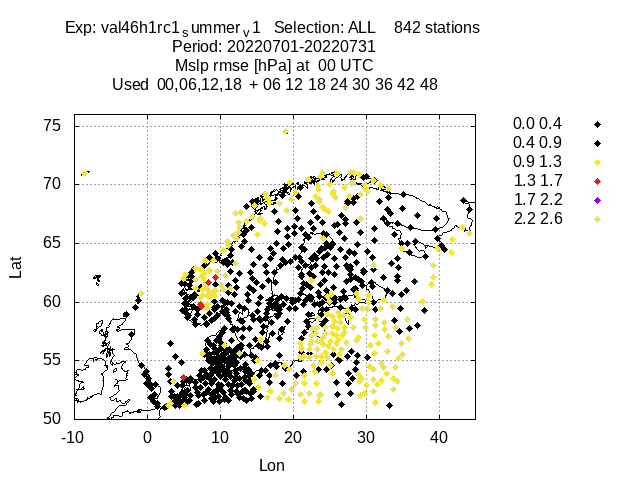 Exp: val46h1rc1summerv1 Selection: ALL 842 stations
Period: 20220701-20220731
Mslp rmse [hPa] at 00 UTC
Used 00,06,12,18 + 06 12 18 24 30 36 42 48
75
70
65
60
55
50
Lat
-10 0 10 20 30 40
Lon
0.0 0.4
0.4 0.9
0.9 1.3
1.3 1.7
1.7 2.2
2.2 2.6